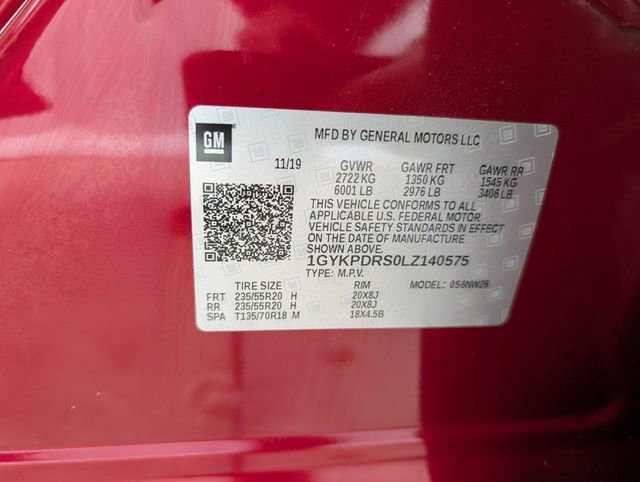 GM
MFD BY GENERAL MOTORS LLC
11/19 GVWR GAWR FRT GAWR RR
2722 KG 1350 KG 1545 KG
6001 LB 2976 LB 3406 LB
THIS VEHICLE CONFORMS TO ALL
APPLICABLE U.S. FEDERAL MOTOR
VEHICLE SAFETY STANDARDS IN EFFECT
ON THE DATE OF MANUFACTURE
SHOWN ABOVE.
1GYKPDRS0LZ140575
TYPE: M.P.V.
TIRE SIZE RIM MODEL: 056NW26
FRT 235/55R20 H 20X8J
RR 235/55R20 H 20X8J
SPA T135/70R18 M 18X4.5B